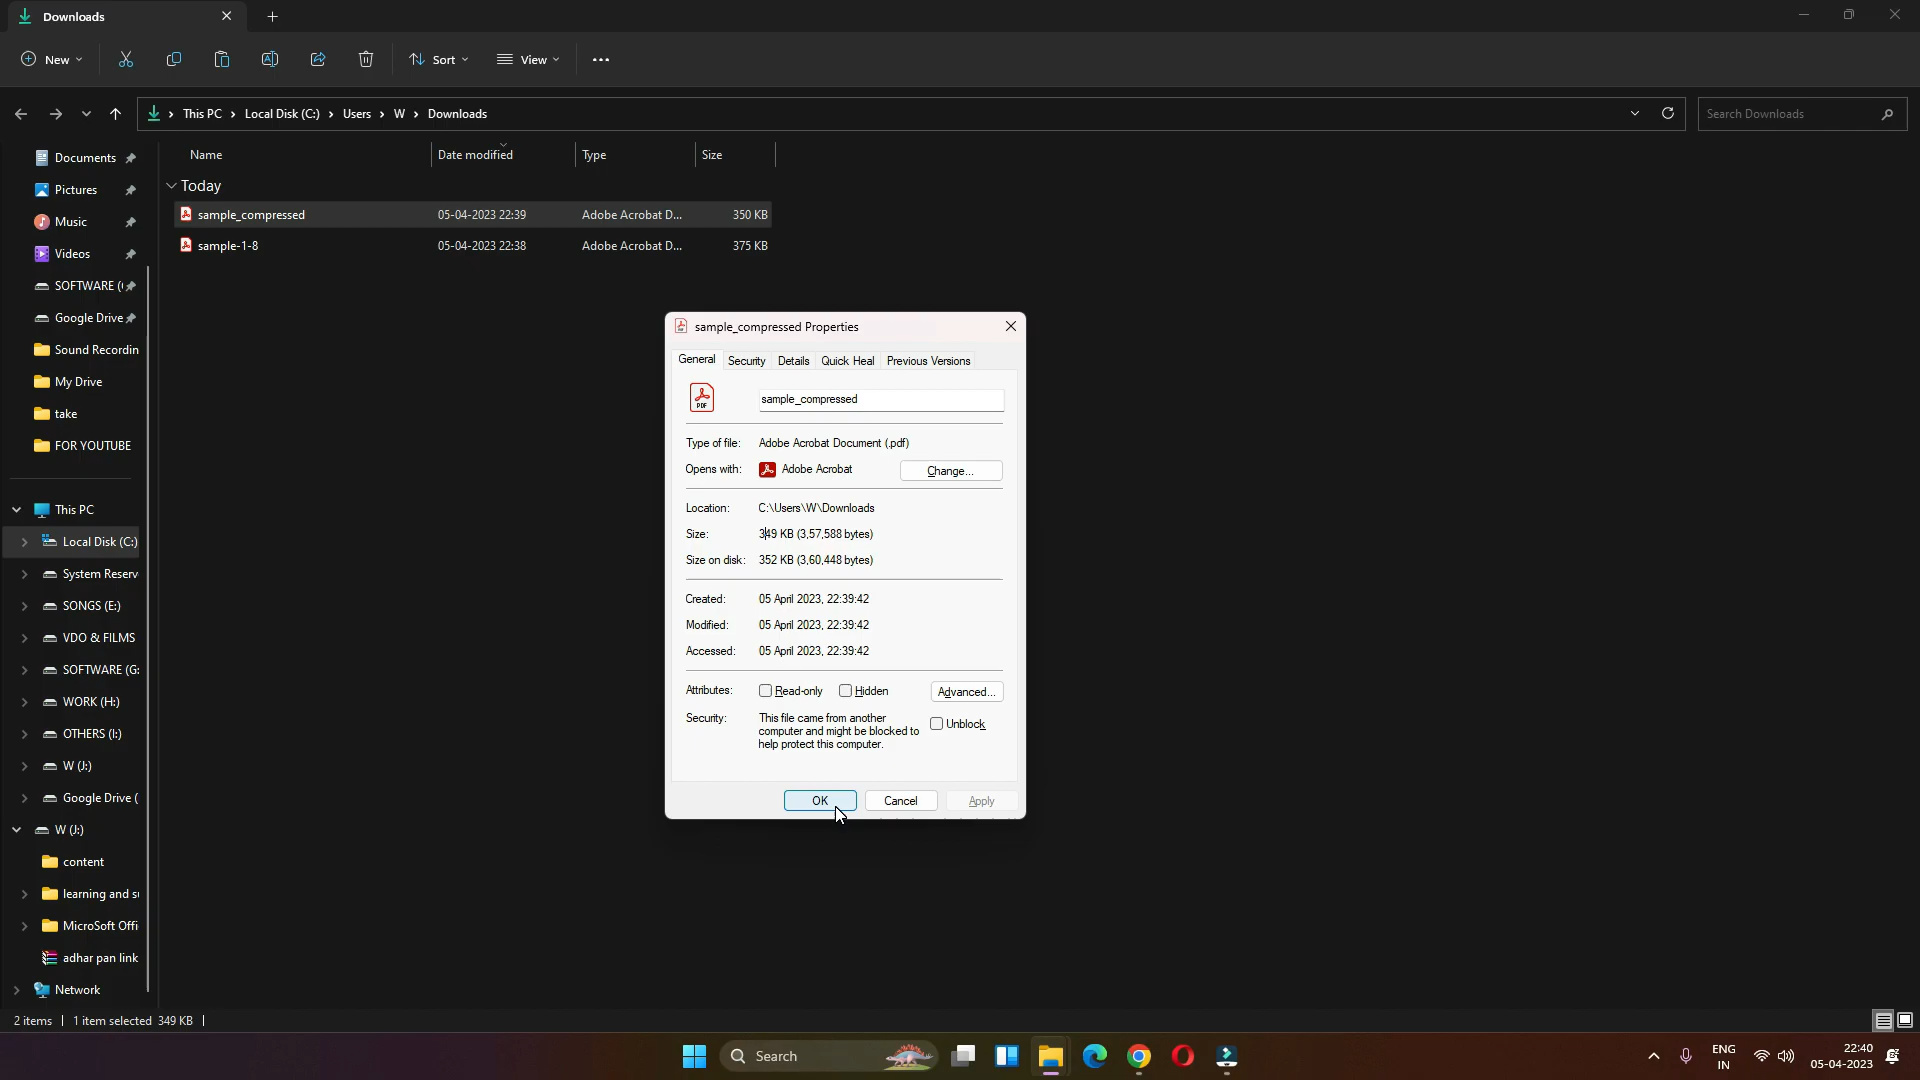 Downloads
New
Sort
View
This PC > Local Disk (C:) > Users > W > Downloads
Search Downloads
Name
Date modified
Type
Size
Today
sample_compressed 05-04-2023 22:39 Adobe Acrobat D... 350 KB
sample-1-8 05-04-2023 22:38 Adobe Acrobat D... 375 KB
Documents
Pictures
Music
Videos
SOFTWARE (
Google Drive
Sound Recordin
My Drive
take
FOR YOUTUBE
This PC
Local Disk (C:)
System Reserv
SONGS (E:)
VDO & FILMS
SOFTWARE (G:
WORK (H:)
OTHERS (I:)
W (J:)
Google Drive (
W (J:)
content
learning and s
MicroSoft Offi
adhar pan link
Network
sample_compressed Properties
General Security Details Quick Heal Previous Versions
PDF
sample_compressed
Type of file: Adobe Acrobat Document (.pdf)
Opens with: Adobe Acrobat Change...
Location: C:\Users\W\Downloads
Size: 349 KB (3,57,588 bytes)
Size on disk: 352 KB (3,60,448 bytes)
Created: 05 April 2023, 22:39:42
Modified: 05 April 2023, 22:39:42
Accessed: 05 April 2023, 22:39:42
Attributes: Read-only Hidden Advanced...
Security: This file came from another
computer and might be blocked to
help protect this computer.
Unblock
OK Cancel Apply
2 items | 1 item selected 349 KB |
Search
ENG
IN
22:40
05-04-2023